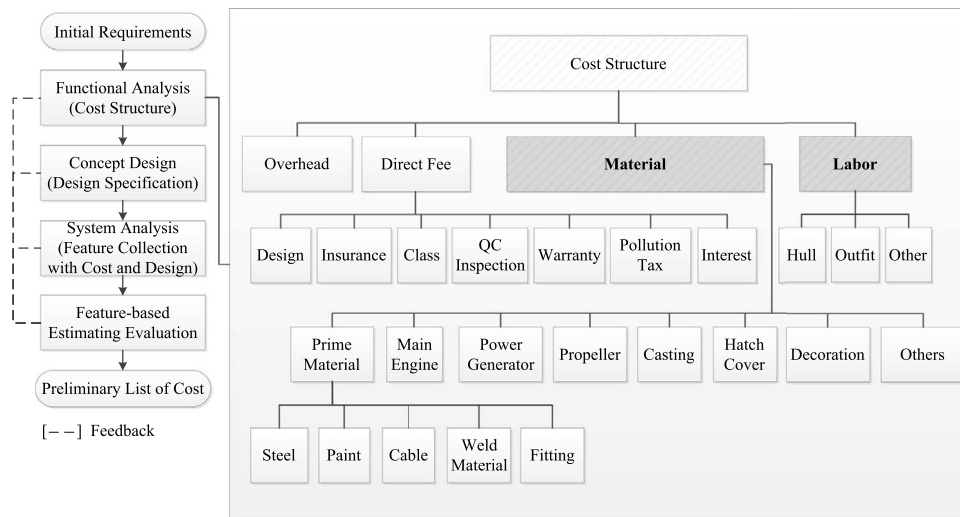 Initial Requirements
Functional Analysis
(Cost Structure)
Concept Design
(Design Specification)
System Analysis
(Feature Collection
with Cost and Design)
Feature-based
Estimating Evaluation
Preliminary List of Cost
[– –] Feedback
Cost Structure
Overhead
Direct Fee
Material
Labor
Design
Insurance
Class
QC
Inspection
Warranty
Pollution
Tax
Interest
Hull
Outfit
Other
Prime
Material
Main
Engine
Power
Generator
Propeller
Casting
Hatch
Cover
Decoration
Others
Steel
Paint
Cable
Weld
Material
Fitting